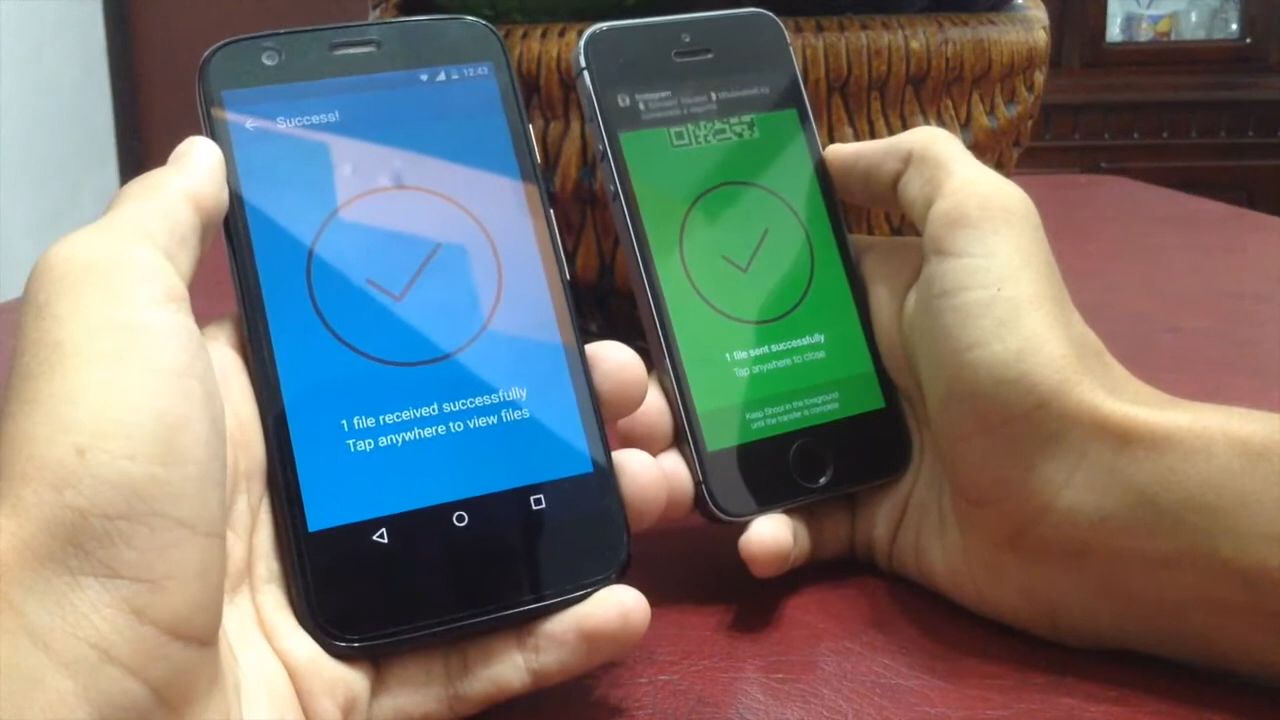 12:43
Success!
1 file received successfully
Tap anywhere to view files
Instagram
1 file sent successfully
Tap anywhere to close
Keep Shoot in the foreground
until the transfer is complete